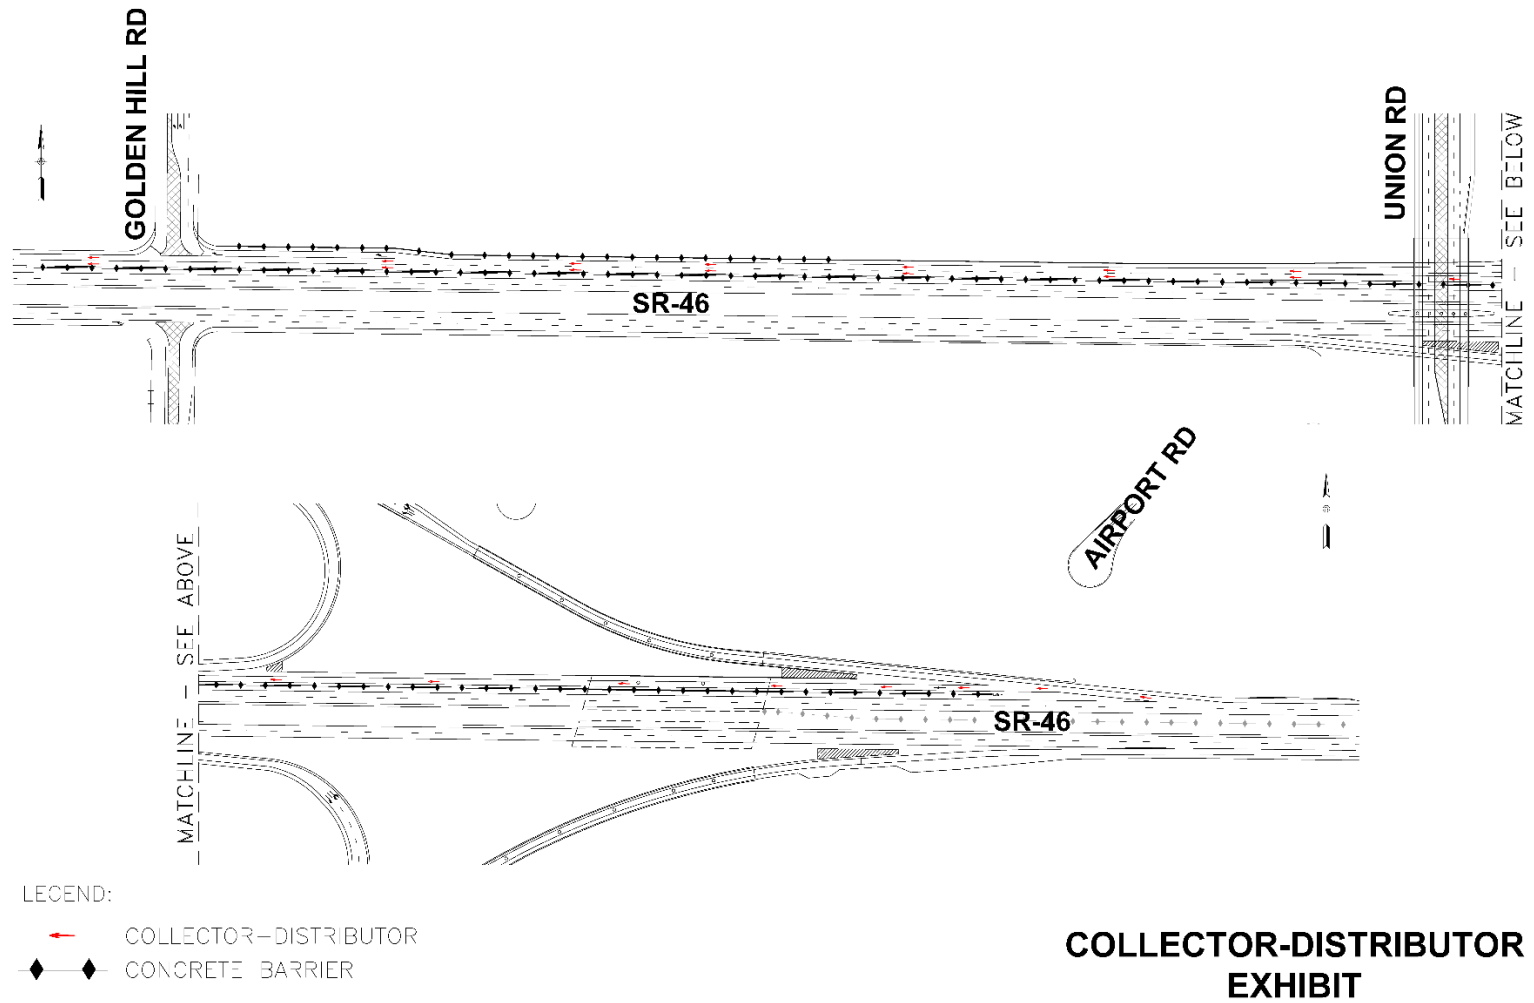 GOLDEN HILL RD
UNION RD
MATCHLINE – SEE BELOW
SR-46
AIRPORT RD
MATCHLINE – SEE ABOVE
SR-46
LEGEND:
COLLECTOR–DISTRIBUTOR
CONCRETE BARRIER
COLLECTOR-DISTRIBUTOR
EXHIBIT